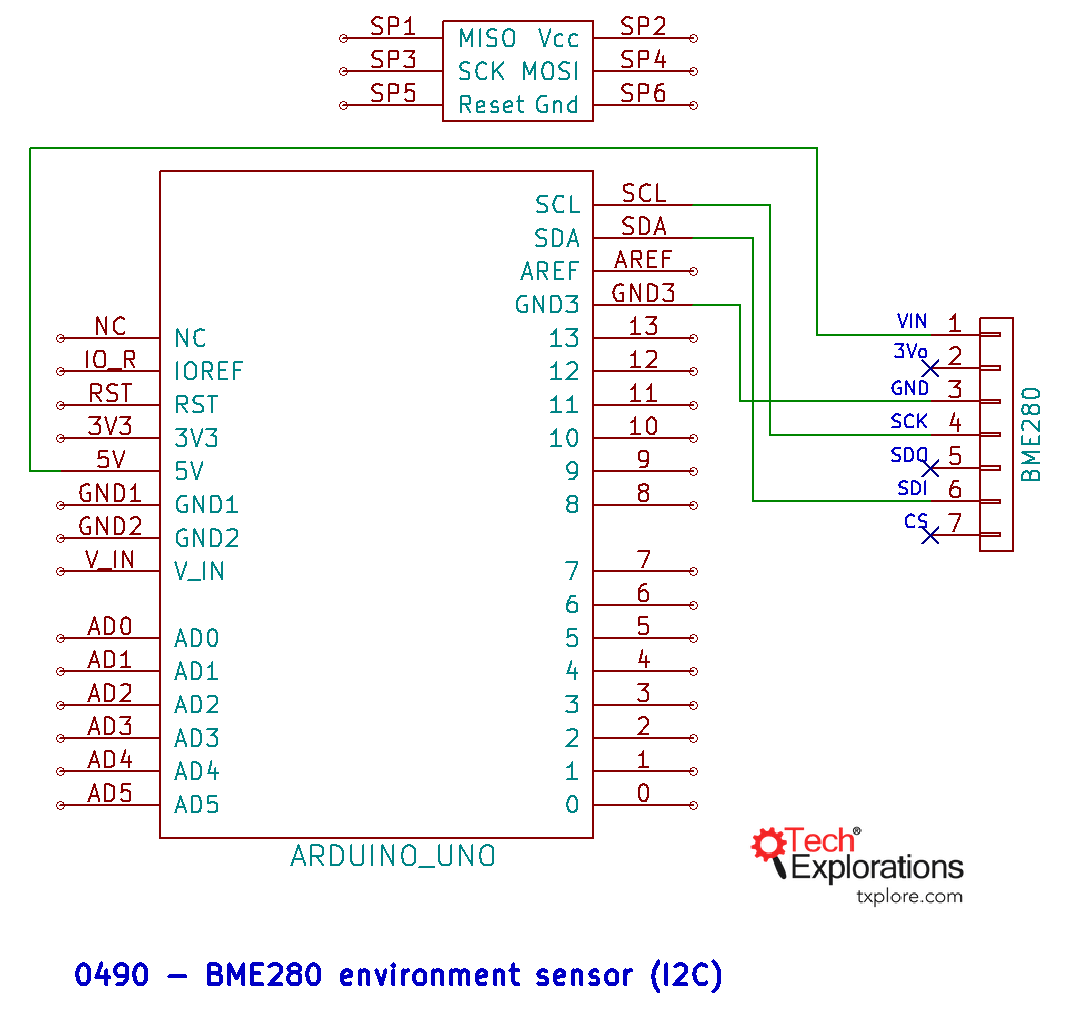 SP1 MISO Vcc SP2
SP3 SCK MOSI SP4
SP5 Reset Gnd SP6
SCL SCL
SDA SDA
AREF AREF
GND3 GND3
NC NC 13 13
IO_R IOREF 12 12
RST RST 11 11
3V3 3V3 10 10
5V 5V 9 9
GND1 GND1 8 8
GND2 GND2
V_IN V_IN 7 7
6 6
AD0 AD0 5 5
AD1 AD1 4 4
AD2 AD2 3 3
AD3 AD3 2 2
AD4 AD4 1 1
AD5 AD5 0 0
ARDUINO_UNO
VIN 1
3Vo 2
GND 3
SCK 4
SDO 5
SDI 6
CS 7
BME280
Tech®
Explorations
txplore.com
0490 - BME280 environment sensor (I2C)